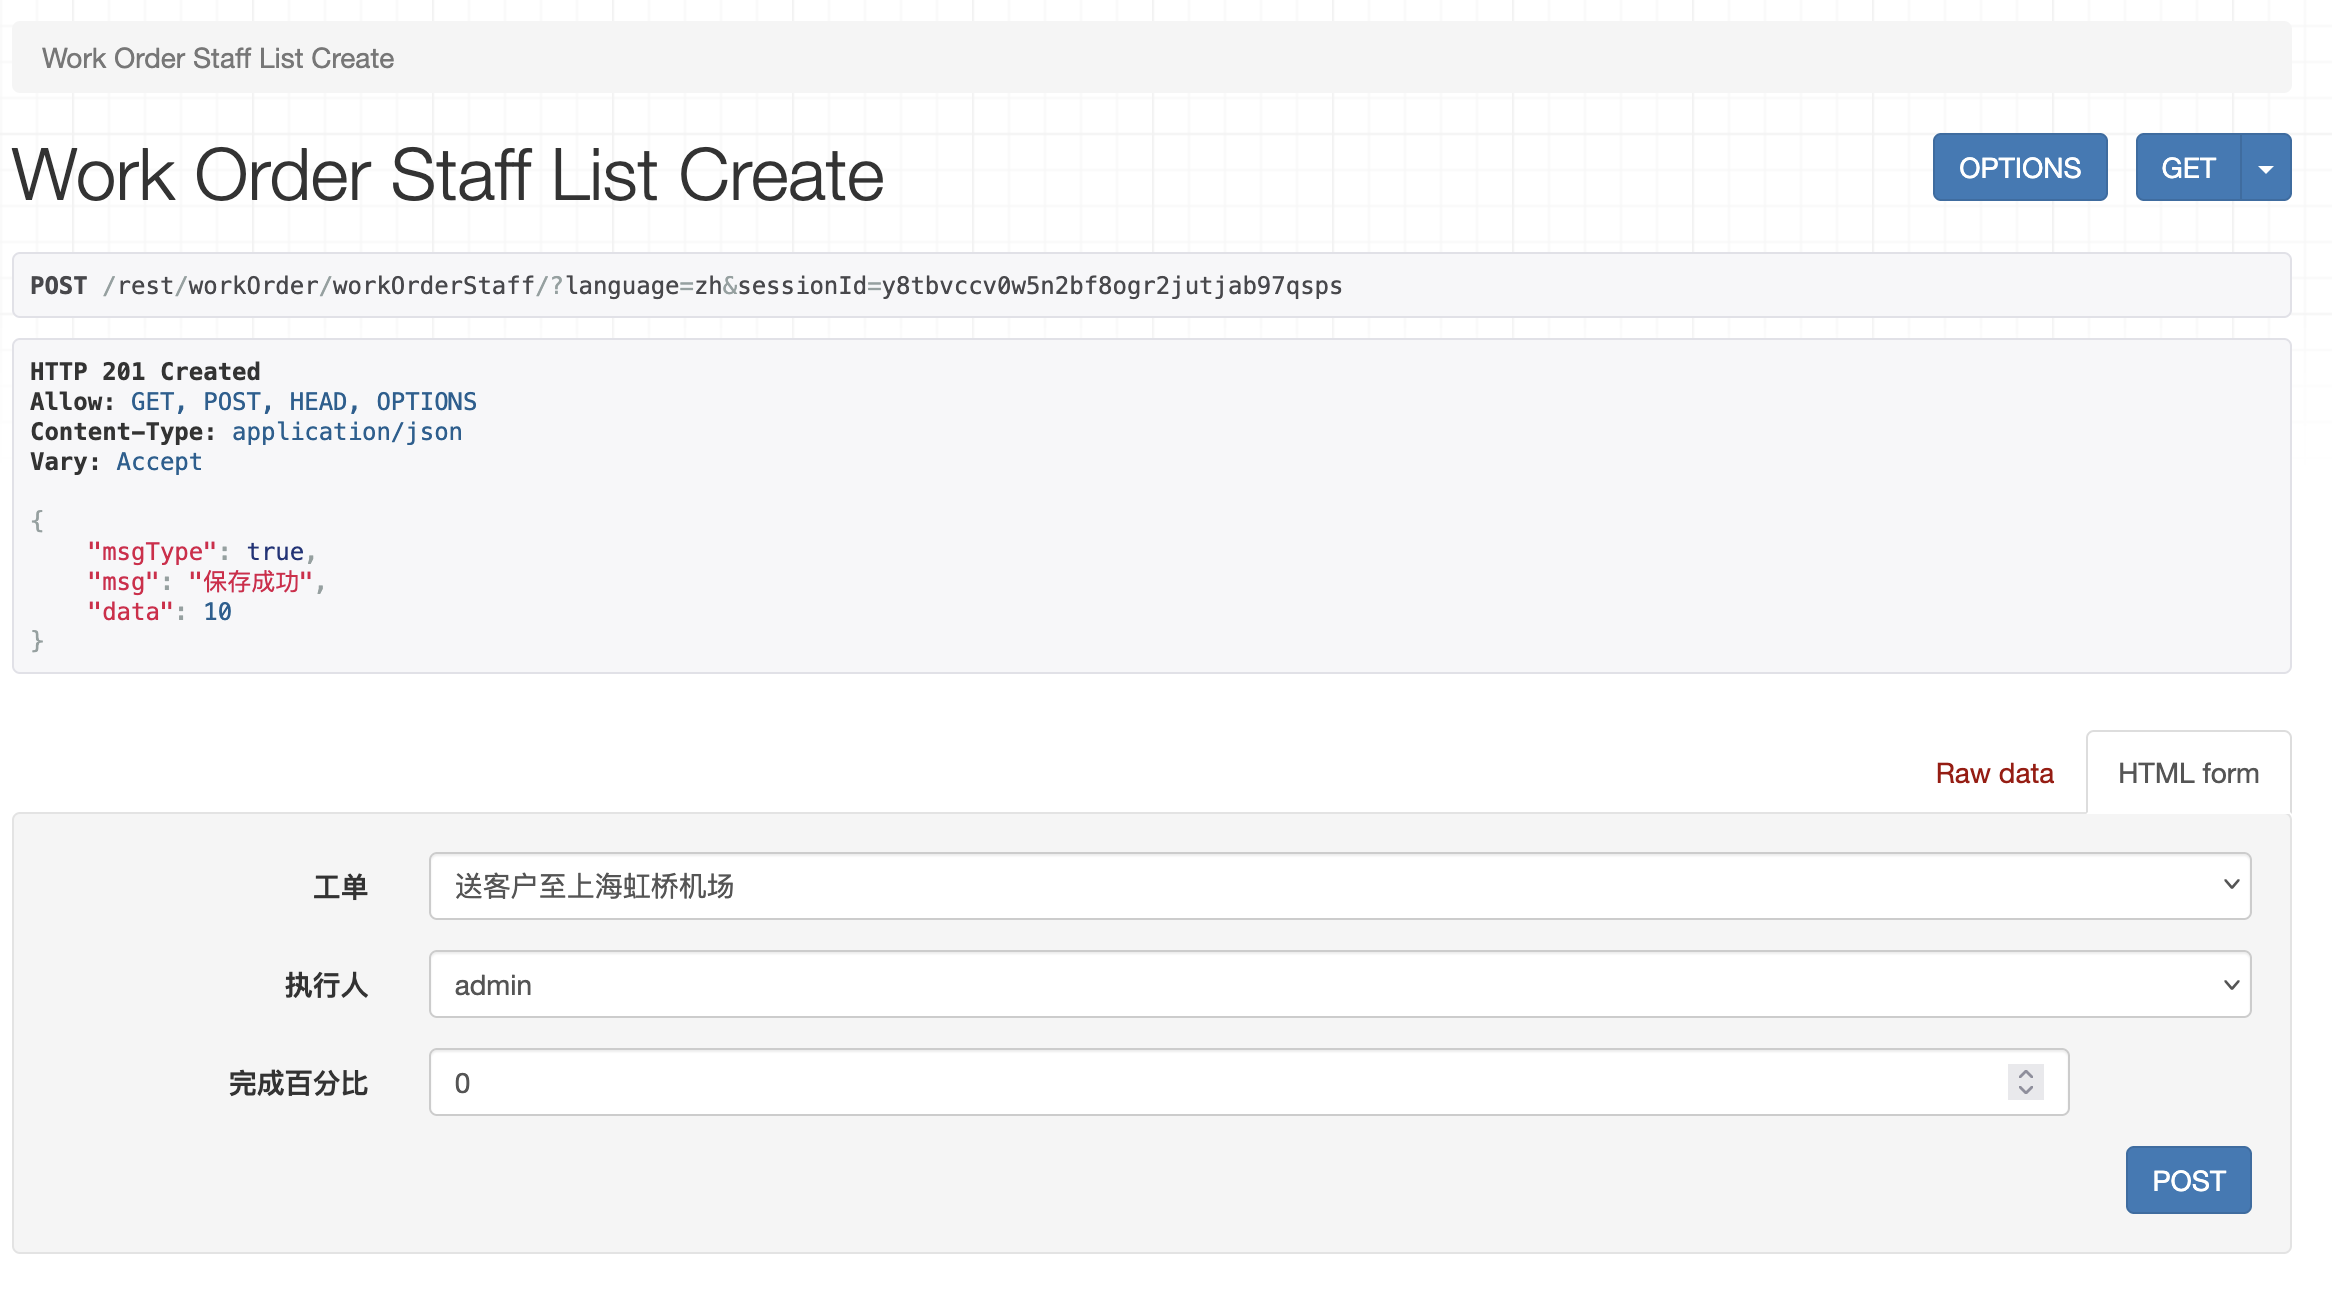 Work Order Staff List Create
Work Order Staff List Create
OPTIONS
GET
POST /rest/workOrder/workOrderStaff/?language=zh&sessionId=y8tbvccv0w5n2bf8ogr2jutjab97qsps
HTTP 201 Created
Allow: GET, POST, HEAD, OPTIONS
Content-Type: application/json
Vary: Accept
{
    "msgType": true,
    "msg": "保存成功",
    "data": 10
}
Raw data
HTML form
工单
送客户至上海虹桥机场
执行人
admin
完成百分比
0
POST